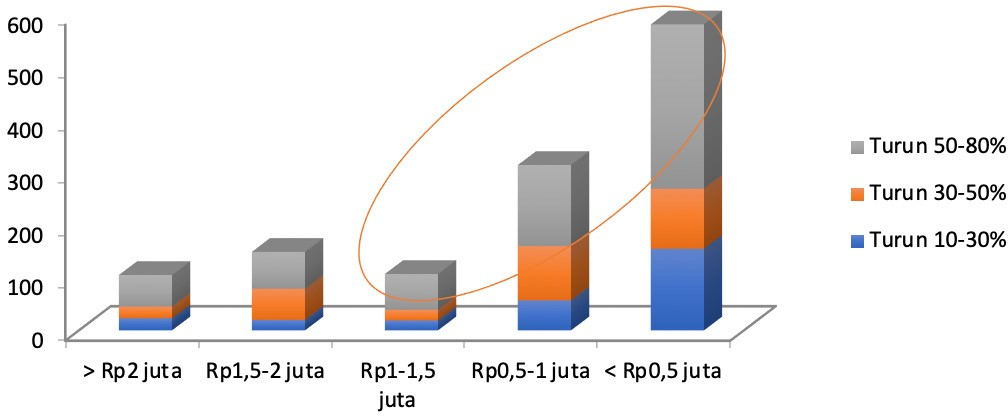 600
500
400
300
200
100
0
> Rp2 juta
Rp1,5-2 juta
Rp1-1,5
juta
Rp0,5-1 juta
< Rp0,5 juta
Turun 50-80%
Turun 30-50%
Turun 10-30%